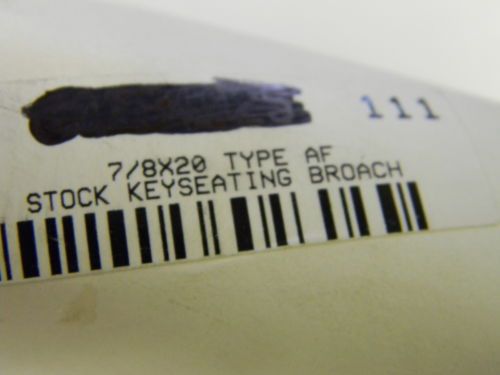 111
7/8X20 TYPE AF
STOCK KEYSEATING BROACH